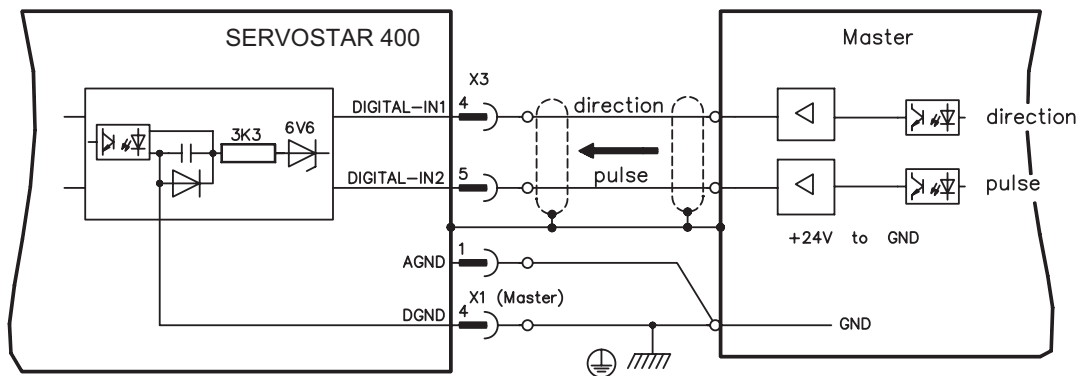 SERVOSTAR 400
Master
X3
DIGITAL-IN1
4
direction
direction
3K3
6V6
DIGITAL-IN2
5
pulse
pulse
+24V to GND
AGND
1
X1 (Master)
DGND
4
GND